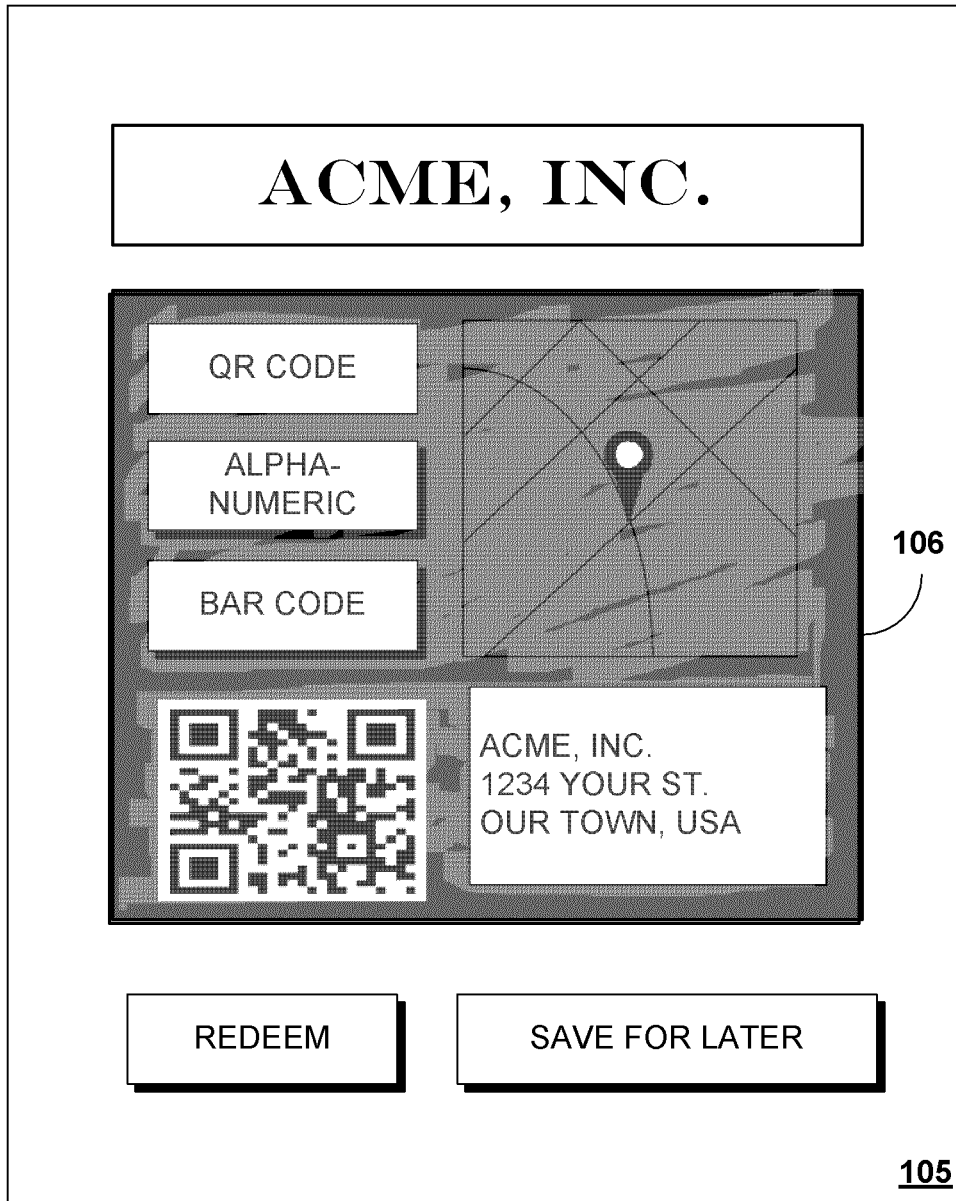 ACME, INC.
QR CODE
ALPHA-
NUMERIC
BAR CODE
106
ACME, INC.
1234 YOUR ST.
OUR TOWN, USA
REDEEM
SAVE FOR LATER
105